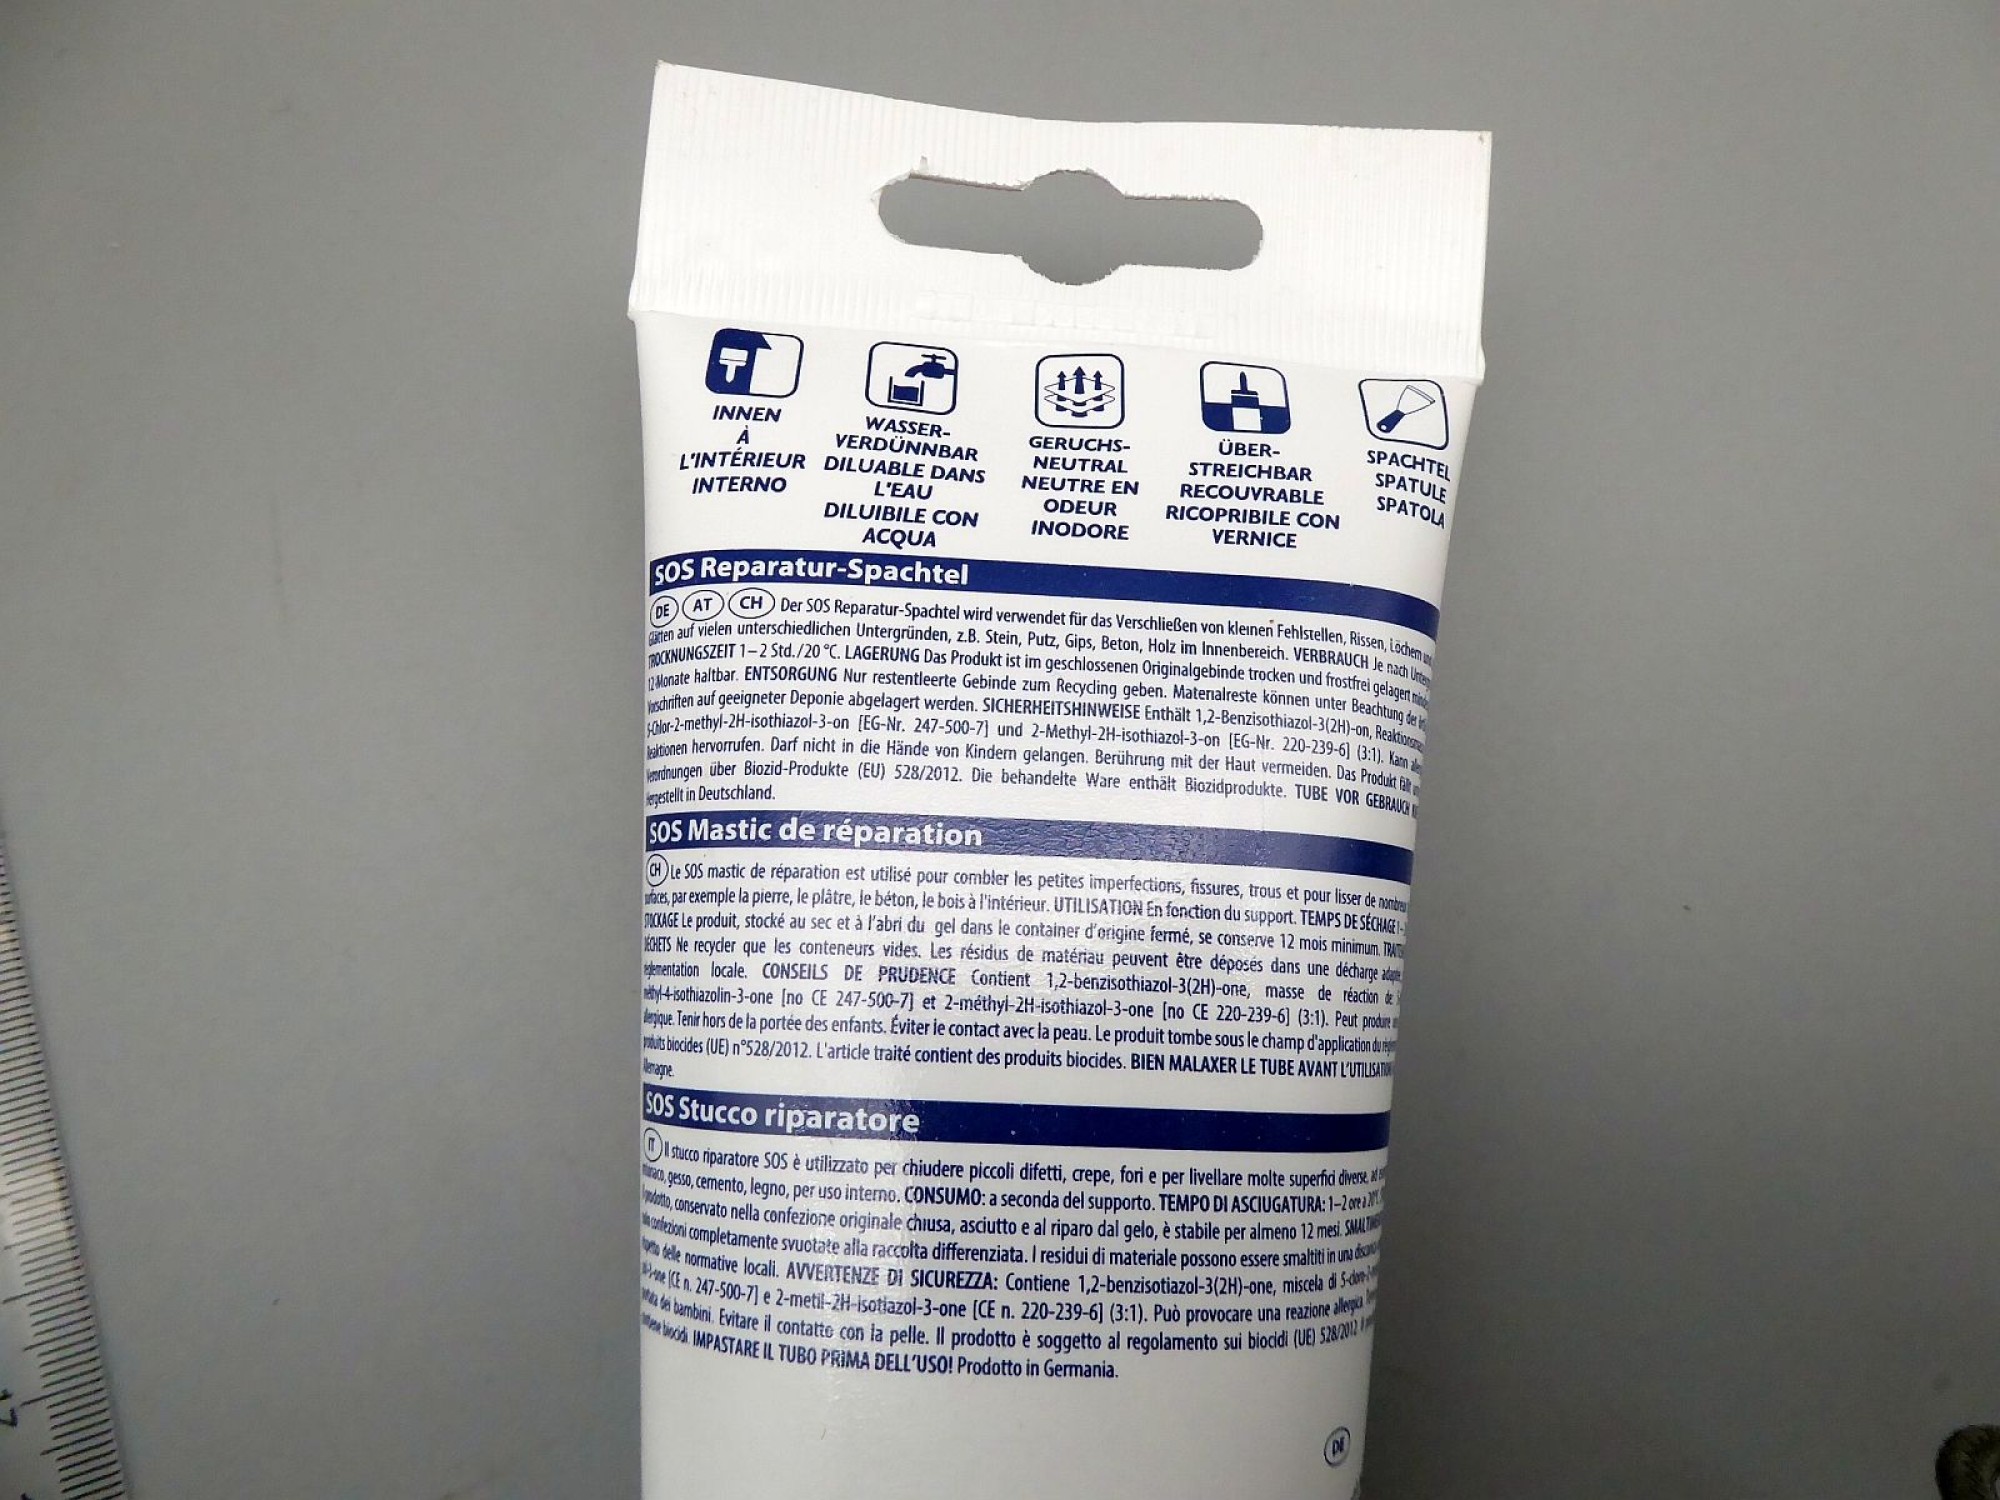 INNEN
À
L'INTÉRIEUR
INTERNO
WASSER-
VERDÜNNBAR
DILUABLE DANS
L'EAU
DILUIBILE CON
ACQUA
GERUCHS-
NEUTRAL
NEUTRE EN
ODEUR
INODORE
ÜBER-
STREICHBAR
RECOUVRABLE
RICOPRIBILE CON
VERNICE
SPACHTEL
SPATULE
SPATOLA
SOS Reparatur-Spachtel
DE AT CH Der SOS Reparatur-Spachtel wird verwendet für das Verschließen von kleinen Fehlstellen, Rissen, Löchern
Glätten auf vielen unterschiedlichen Untergründen, z.B. Stein, Putz, Gips, Beton, Holz im Innenbereich. VERBRAUCH Je nach
TROCKNUNGSZEIT 1–2 Std./20 °C. LAGERUNG Das Produkt ist im geschlossenen Originalgebinde trocken und frostfrei gelagert
12 Monate haltbar. ENTSORGUNG Nur restentleerte Gebinde zum Recycling geben. Materialreste können unter Beachtung der
Vorschriften auf geeigneter Deponie abgelagert werden. SICHERHEITSHINWEISE Enthält 1,2-Benzisothiazol-3(2H)-on,
5-Chlor-2-methyl-2H-isothiazol-3-on [EG-Nr. 247-500-7] und 2-Methyl-2H-isothiazol-3-on [EG-Nr. 220-239-6] (3:1). Kann
Reaktionen hervorrufen. Darf nicht in die Hände von Kindern gelangen. Berührung mit der Haut vermeiden. Das Produkt fällt
Verordnungen über Biozid-Produkte (EU) 528/2012. Die behandelte Ware enthält Biozidprodukte. TUBE VOR GEBRAUCH
Hergestellt in Deutschland.
SOS Mastic de réparation
CH Le SOS mastic de réparation est utilisé pour combler les petites imperfections, fissures, trous et pour lisser de
surfaces, par exemple la pierre, le plâtre, le béton, le bois à l'intérieur. UTILISATION En fonction du support. TEMPS DE SÉCHAGE
STOCKAGE Le produit, stocké au sec et à l'abri du gel dans le container d'origine fermé, se conserve 12 mois minimum.
DÉCHETS Ne recycler que les conteneurs vides. Les résidus de matériau peuvent être déposés dans une décharge
réglementation locale. CONSEILS DE PRUDENCE Contient 1,2-benzisothiazol-3(2H)-one, masse de réaction de
méthyl-4-isothiazolin-3-one [no CE 247-500-7] et 2-méthyl-2H-isothiazol-3-one [no CE 220-239-6] (3:1). Peut produire
allergique. Tenir hors de la portée des enfants. Éviter le contact avec la peau. Le produit tombe sous le champ d'application du
produits biocides (UE) n°528/2012. L'article traité contient des produits biocides. BIEN MALAXER LE TUBE AVANT L'UTILISATION
Allemagne.
SOS Stucco riparatore
IT Il stucco riparatore SOS è utilizzato per chiudere piccoli difetti, crepe, fori e per livellare molte superfici diverse, ad
gesso, cemento, legno, per uso interno. CONSUMO: a seconda del supporto. TEMPO DI ASCIUGATURA: 1–2 ore a 20°
prodotto, conservato nella confezione originale chiusa, asciutto e al riparo dal gelo, è stabile per almeno 12 mesi.
confezioni completamente svuotate alla raccolta differenziata. I residui di materiale possono essere smaltiti in una
rispetto delle normative locali. AVVERTENZE DI SICUREZZA: Contiene 1,2-benzisotiazol-3(2H)-one, miscela di
[CE n. 247-500-7] e 2-metil-2H-isotiazol-3-one [CE n. 220-239-6] (3:1). Può provocare una reazione allergica.
dei bambini. Evitare il contatto con la pelle. Il prodotto è soggetto al regolamento sui biocidi (UE) 528/2012
biocidi. IMPASTARE IL TUBO PRIMA DELL'USO! Prodotto in Germania.
DE